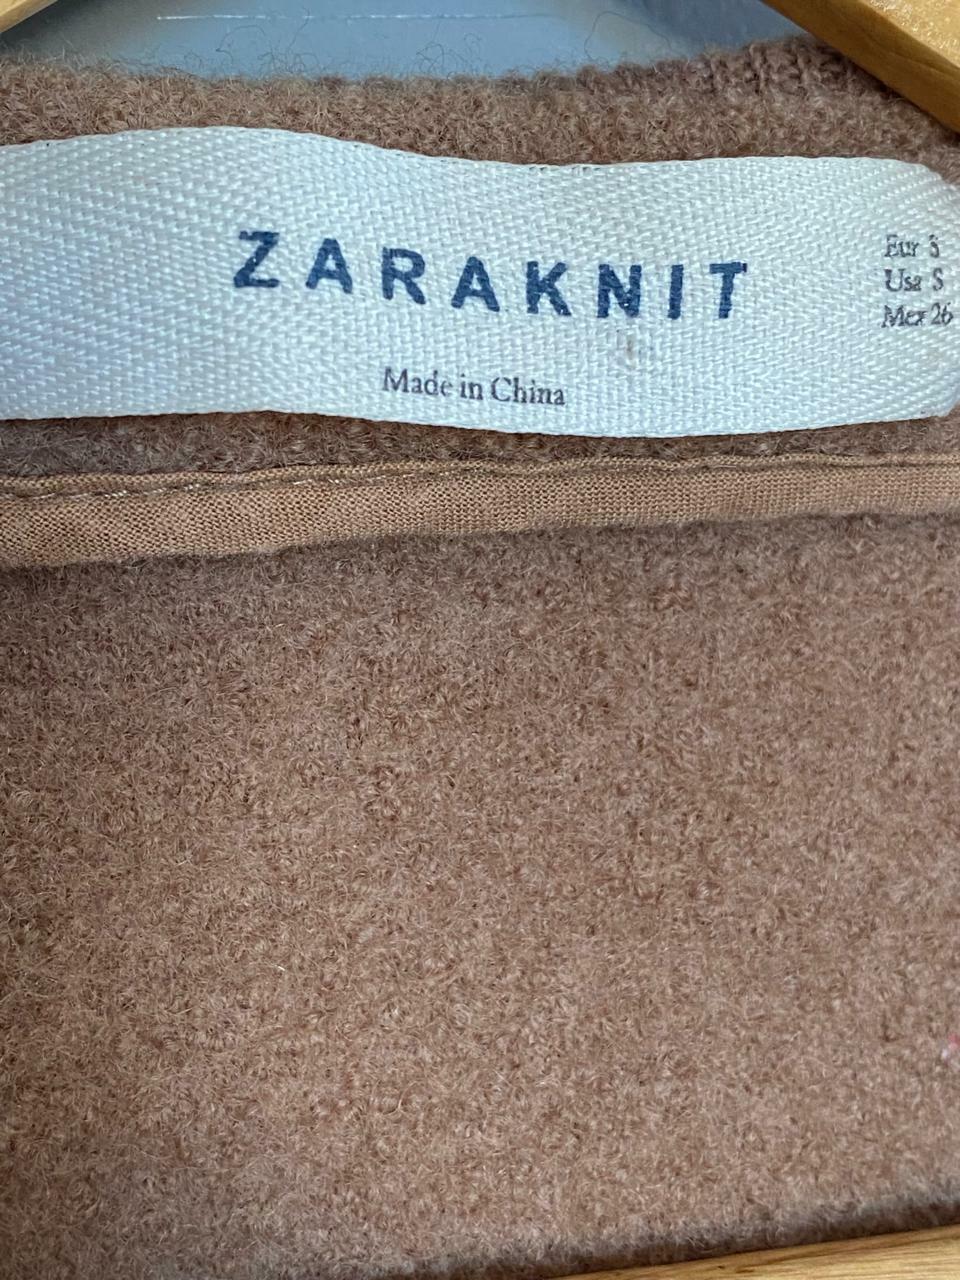 ZARAKNIT
Made in China
Eur S
Usa S
Mex 26